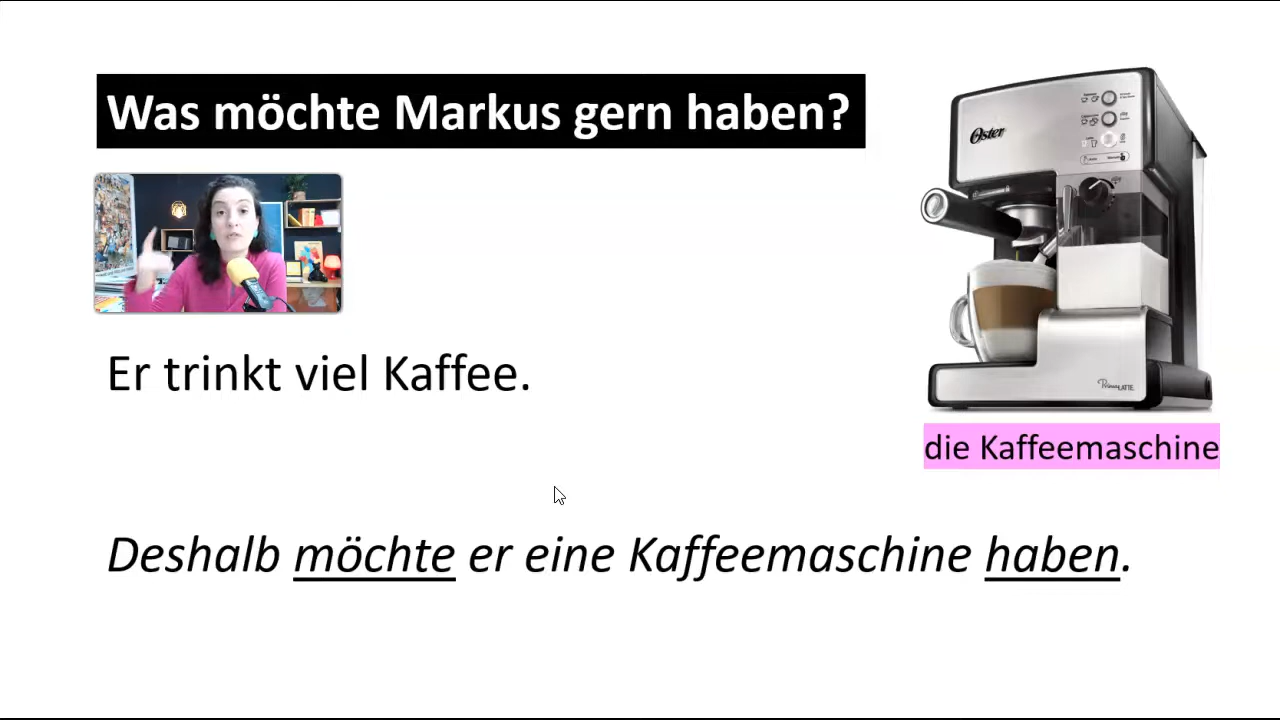 Was möchte Markus gern haben?
Oster
Er trinkt viel Kaffee.
die Kaffeemaschine
Deshalb möchte er eine Kaffeemaschine haben.